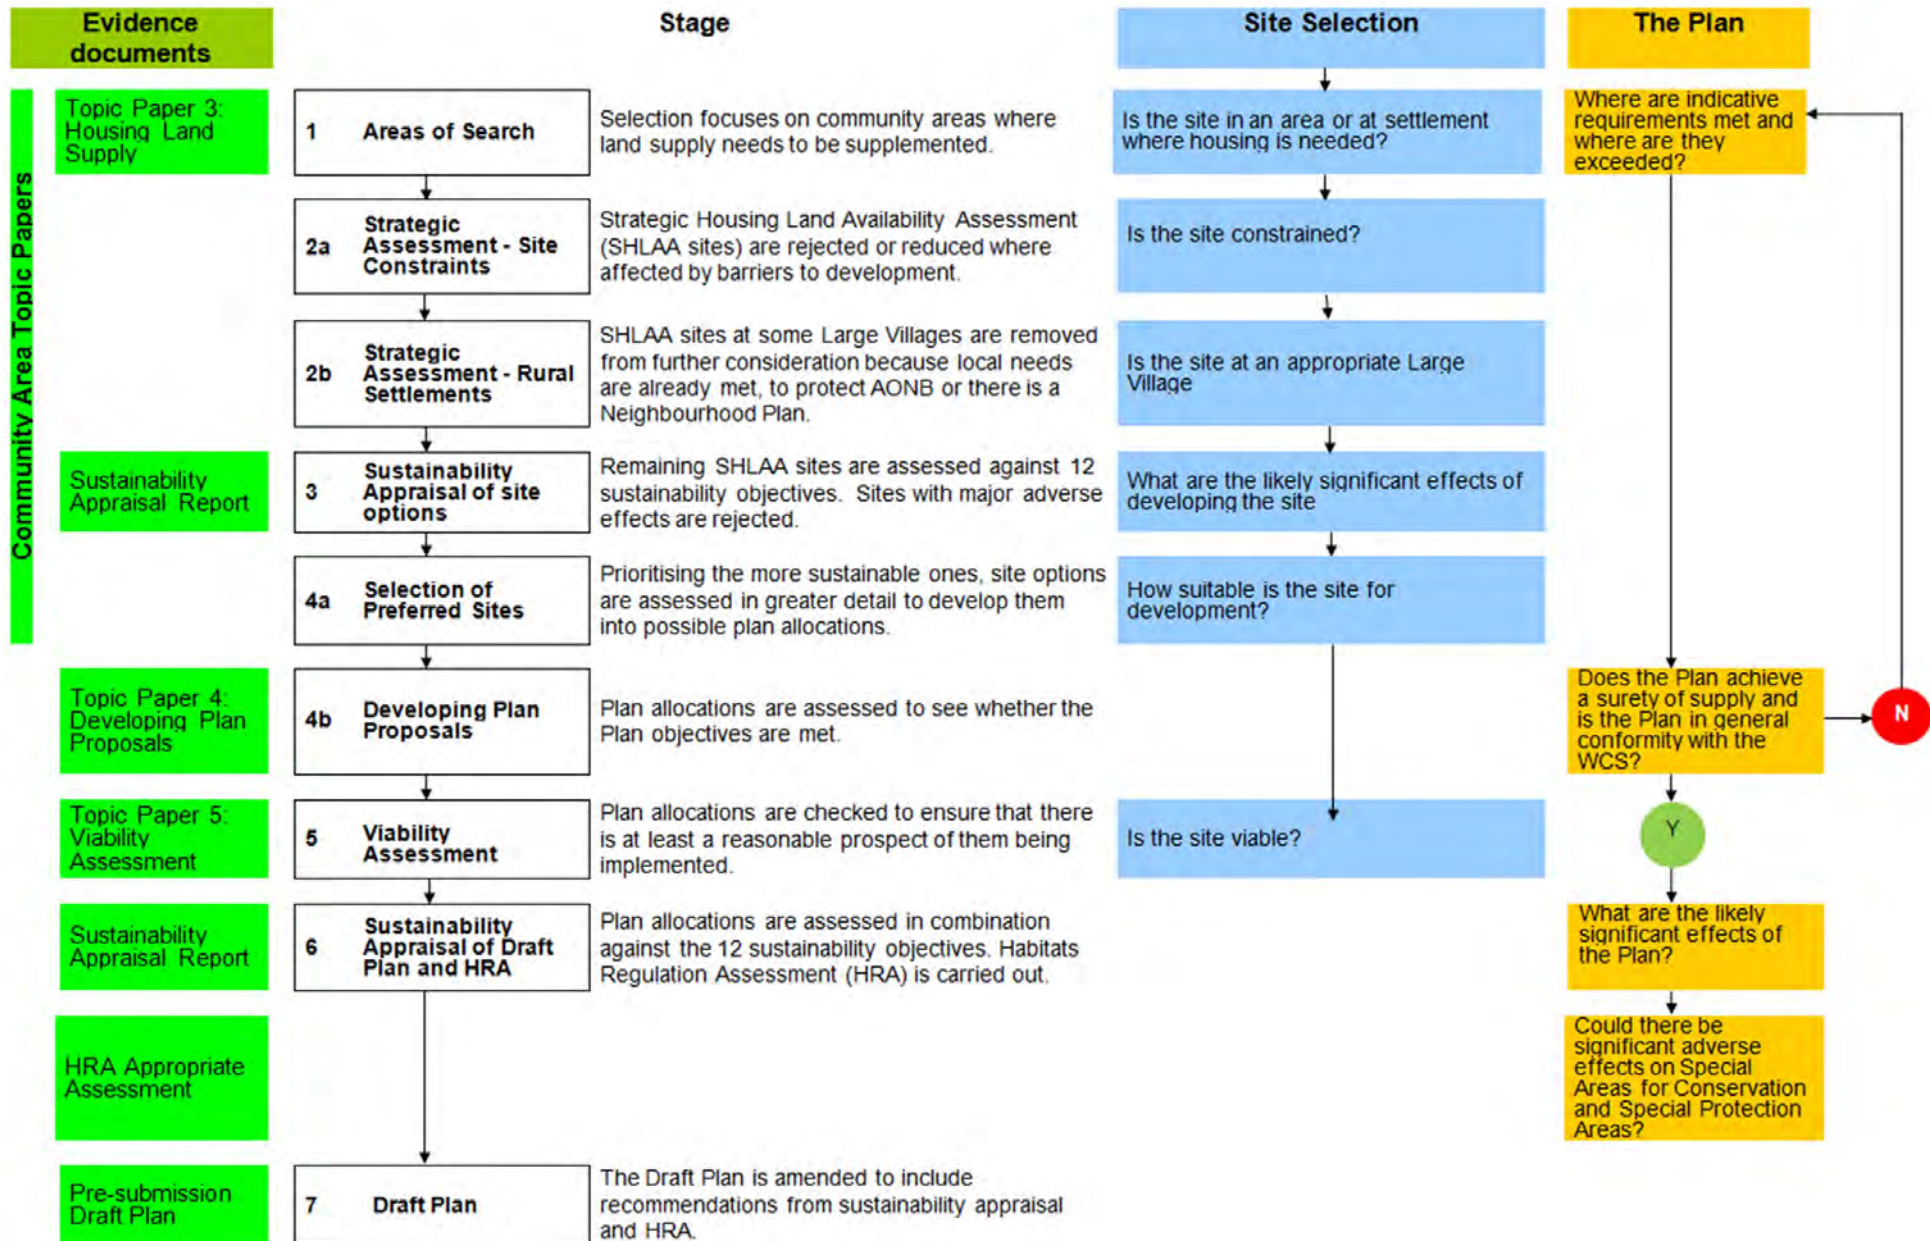 Evidence
documents
Stage
Site Selection
The Plan
Community Area Topic Papers
Topic Paper 3:
Housing Land
Supply
1 Areas of Search
Selection focuses on community areas where
land supply needs to be supplemented.
Is the site in an area or at settlement
where housing is needed?
Where are indicative
requirements met and
where are they
exceeded?
2a Strategic
Assessment - Site
Constraints
Strategic Housing Land Availability Assessment
(SHLAA sites) are rejected or reduced where
affected by barriers to development.
Is the site constrained?
2b Strategic
Assessment - Rural
Settlements
SHLAA sites at some Large Villages are removed
from further consideration because local needs
are already met, to protect AONB or there is a
Neighbourhood Plan.
Is the site at an appropriate Large
Village
Sustainability
Appraisal Report
3 Sustainability
Appraisal of site
options
Remaining SHLAA sites are assessed against 12
sustainability objectives. Sites with major adverse
effects are rejected.
What are the likely significant effects of
developing the site
4a Selection of
Preferred Sites
Prioritising the more sustainable ones, site options
are assessed in greater detail to develop them
into possible plan allocations.
How suitable is the site for
development?
Topic Paper 4:
Developing Plan
Proposals
4b Developing Plan
Proposals
Plan allocations are assessed to see whether the
Plan objectives are met.
Does the Plan achieve
a surety of supply and
is the Plan in general
conformity with the
WCS?
N
Topic Paper 5:
Viability
Assessment
5 Viability
Assessment
Plan allocations are checked to ensure that there
is at least a reasonable prospect of them being
implemented.
Is the site viable?
Y
Sustainability
Appraisal Report
6 Sustainability
Appraisal of Draft
Plan and HRA
Plan allocations are assessed in combination
against the 12 sustainability objectives. Habitats
Regulation Assessment (HRA) is carried out.
What are the likely
significant effects of
the Plan?
HRA Appropriate
Assessment
Could there be
significant adverse
effects on Special
Areas for Conservation
and Special Protection
Areas?
Pre-submission
Draft Plan
7 Draft Plan
The Draft Plan is amended to include
recommendations from sustainability appraisal
and HRA.